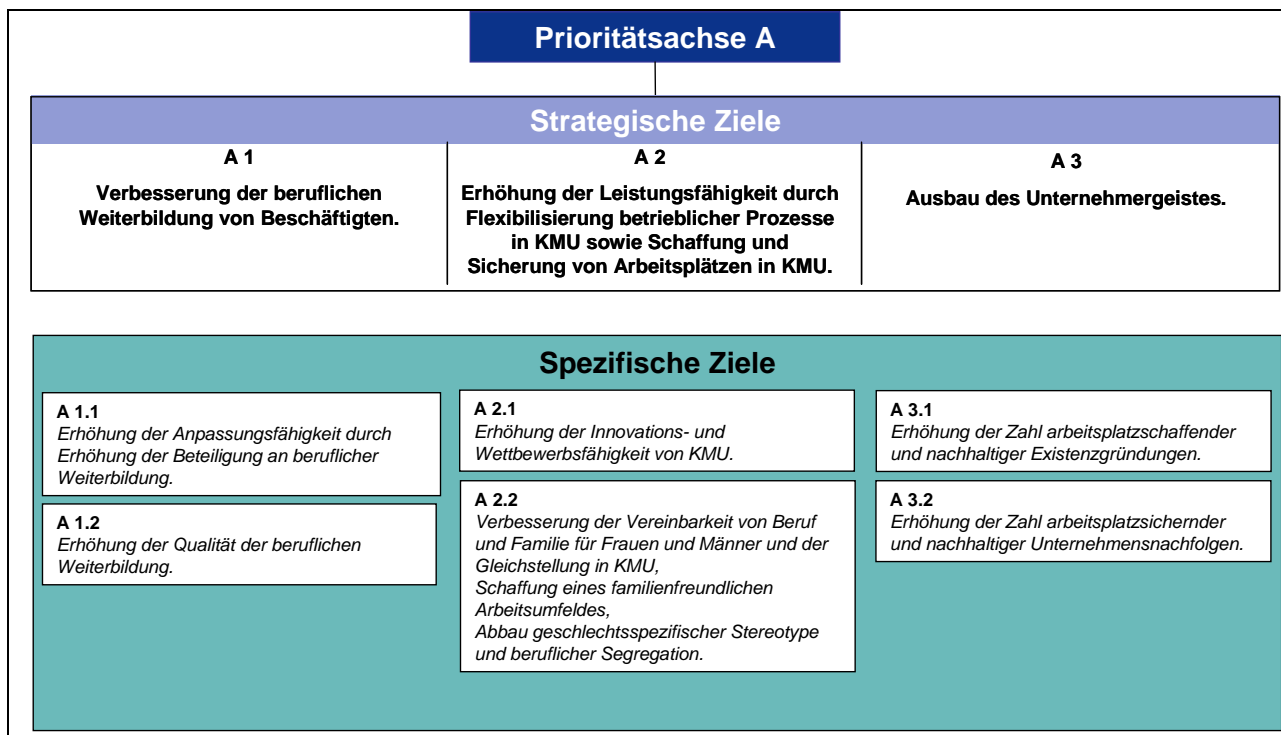 Prioritätsachse A
Strategische Ziele
A 1
Verbesserung der beruflichen
Weiterbildung von Beschäftigten.
A 2
Erhöhung der Leistungsfähigkeit durch
Flexibilisierung betrieblicher Prozesse
in KMU sowie Schaffung und
Sicherung von Arbeitsplätzen in KMU.
A 3
Ausbau des Unternehmergeistes.
Spezifische Ziele
A 1.1
Erhöhung der Anpassungsfähigkeit durch
Erhöhung der Beteiligung an beruflicher
Weiterbildung.
A 1.2
Erhöhung der Qualität der beruflichen
Weiterbildung.
A 2.1
Erhöhung der Innovations- und
Wettbewerbsfähigkeit von KMU.
A 2.2
Verbesserung der Vereinbarkeit von Beruf
und Familie für Frauen und Männer und der
Gleichstellung in KMU,
Schaffung eines familienfreundlichen
Arbeitsumfeldes,
Abbau geschlechtsspezifischer Stereotype
und beruflicher Segregation.
A 3.1
Erhöhung der Zahl arbeitsplatzschaffender
und nachhaltiger Existenzgründungen.
A 3.2
Erhöhung der Zahl arbeitsplatzsichernder
und nachhaltiger Unternehmensnachfolgen.